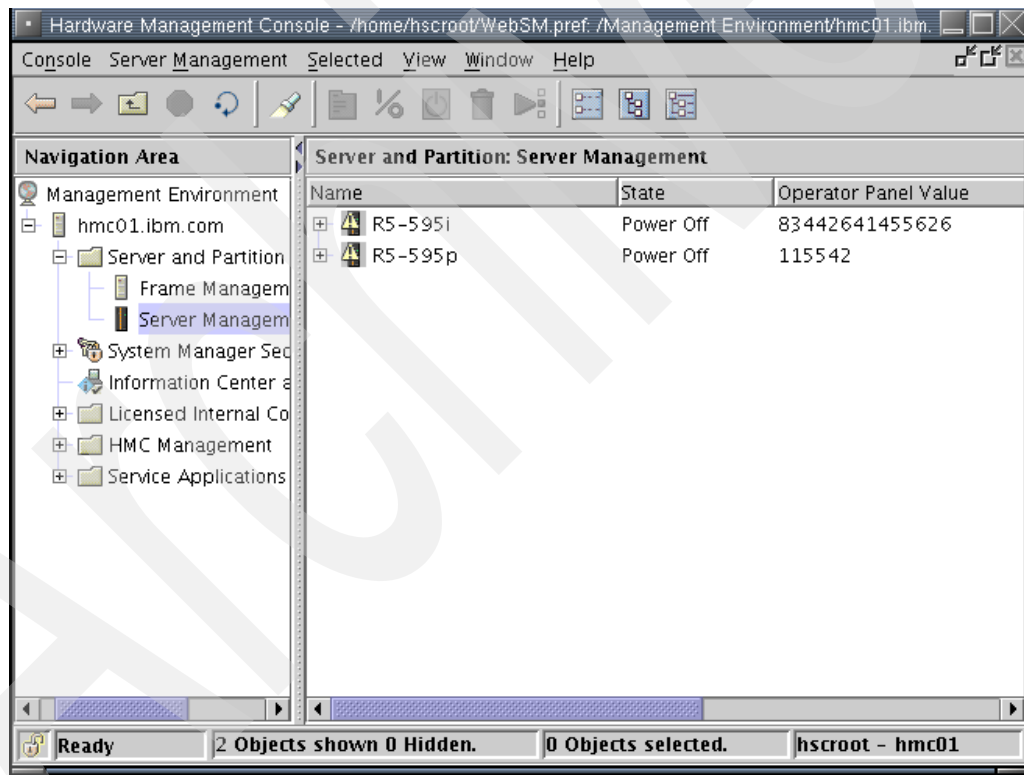 Hardware Management Console - /home/hscroot/WebSM.pref: /Management Environment/hmc01.ibm.
Console Server Management Selected View Window Help
Navigation Area
Server and Partition: Server Management
Management Environment
hmc01.ibm.com
Server and Partition
Frame Managem
Server Managem
System Manager Sec
Information Center a
Licensed Internal Co
HMC Management
Service Applications
Name State Operator Panel Value
R5-595i Power Off 83442641455626
R5-595p Power Off 115542
Ready 2 Objects shown 0 Hidden. 0 Objects selected. hscroot - hmc01